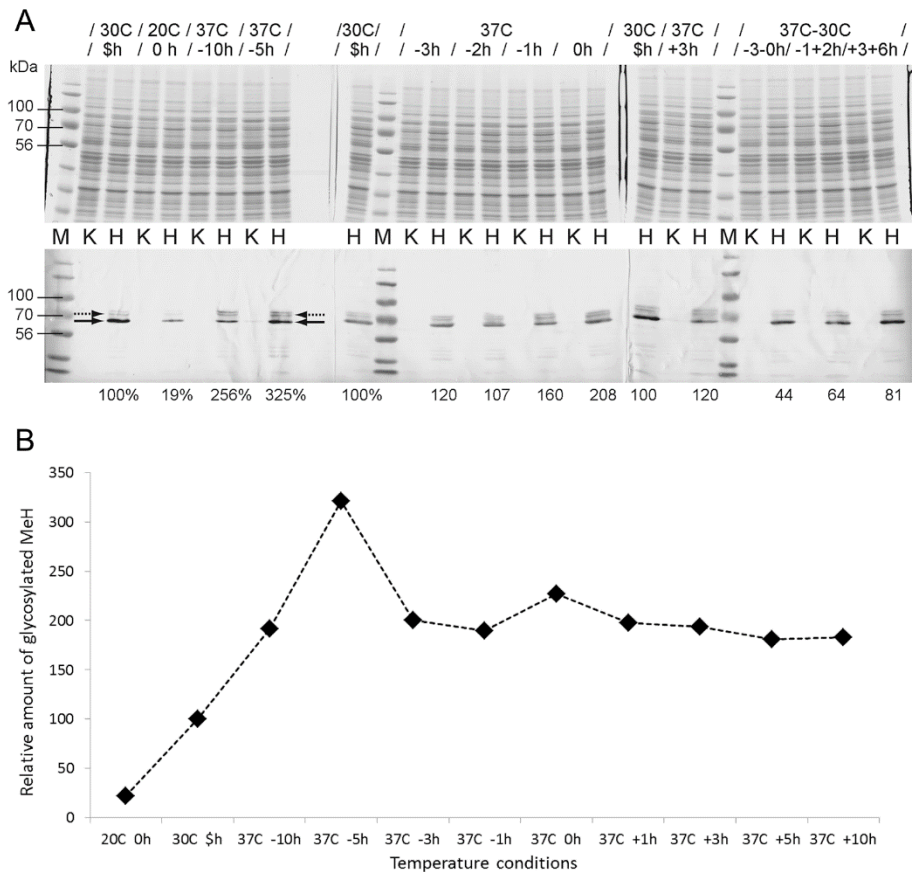 A
/ 30C / 20C / 37C / 37C / /30C/ / 37C / 30C / 37C / / 37C-30C /
/ $h / 0 h / -10h / -5h / / $h / / -3h / -2h / -1h / 0h / $h / +3h / / -3-0h/ -1+2h/+3+6h /
kDa
100
70
56
M K H K H K H K H H M K H K H K H K H H K H M K H K H K H
100
70
56
100% 19% 256% 325% 100% 120 107 160 208 100 120 44 64 81
B
350
300
250
200
150
100
50
0
Relative amount of glycosylated MeH
20C 0h 30C $h 37C -10h 37C -5h 37C -3h 37C -1h 37C 0h 37C +1h 37C +3h 37C +5h 37C +10h
Temperature conditions